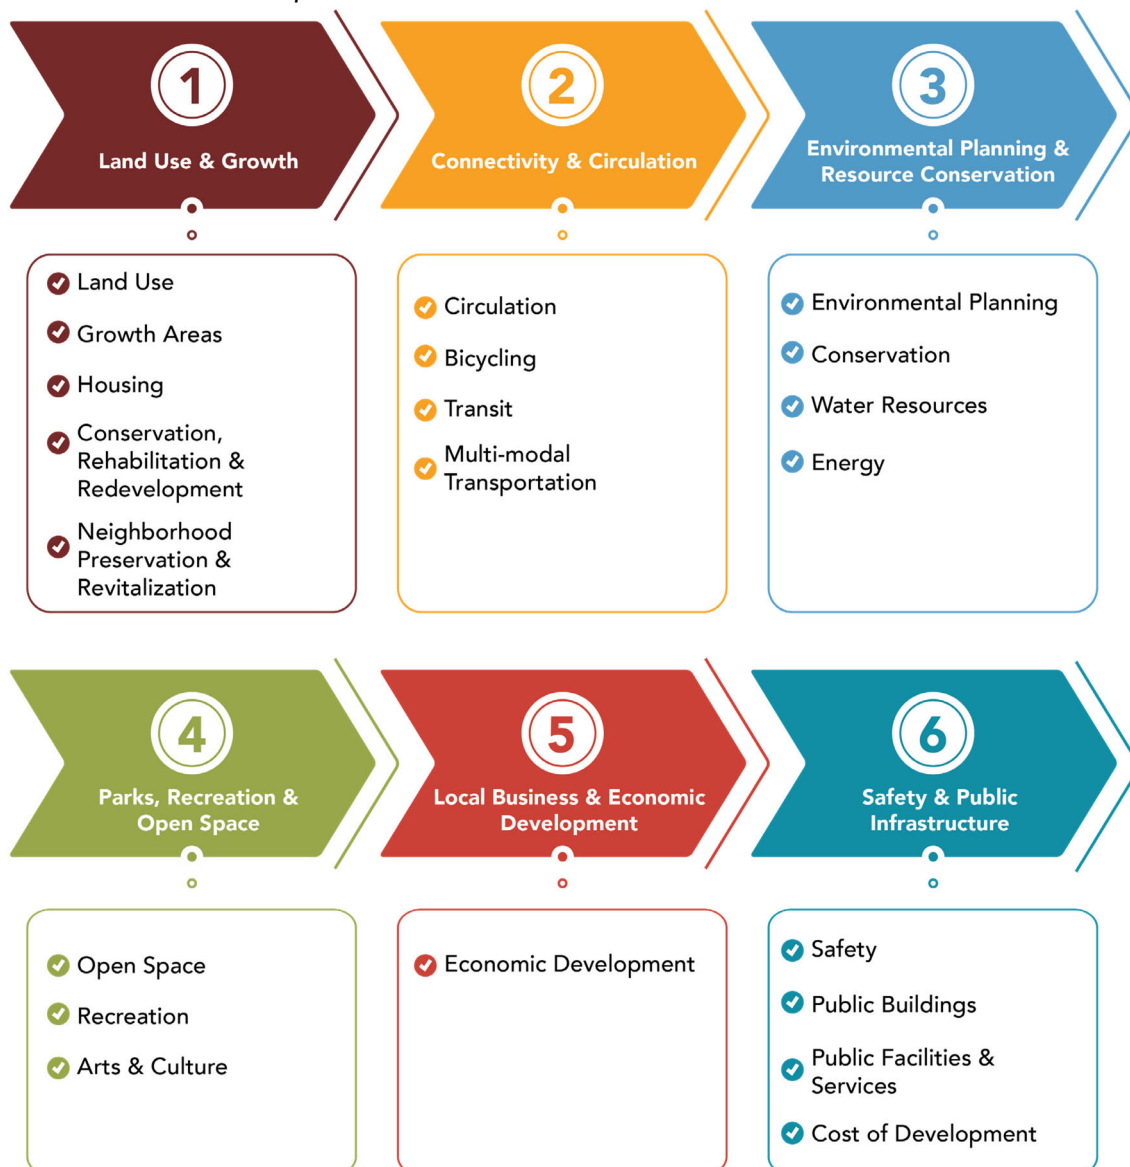 1
Land Use & Growth
2
Connectivity & Circulation
3
Environmental Planning &
Resource Conservation
Land Use
Growth Areas
Housing
Conservation,
Rehabilitation &
Redevelopment
Neighborhood
Preservation &
Revitalization
Circulation
Bicycling
Transit
Multi-modal
Transportation
Environmental Planning
Conservation
Water Resources
Energy
4
Parks, Recreation &
Open Space
5
Local Business & Economic
Development
6
Safety & Public
Infrastructure
Open Space
Recreation
Arts & Culture
Economic Development
Safety
Public Buildings
Public Facilities &
Services
Cost of Development